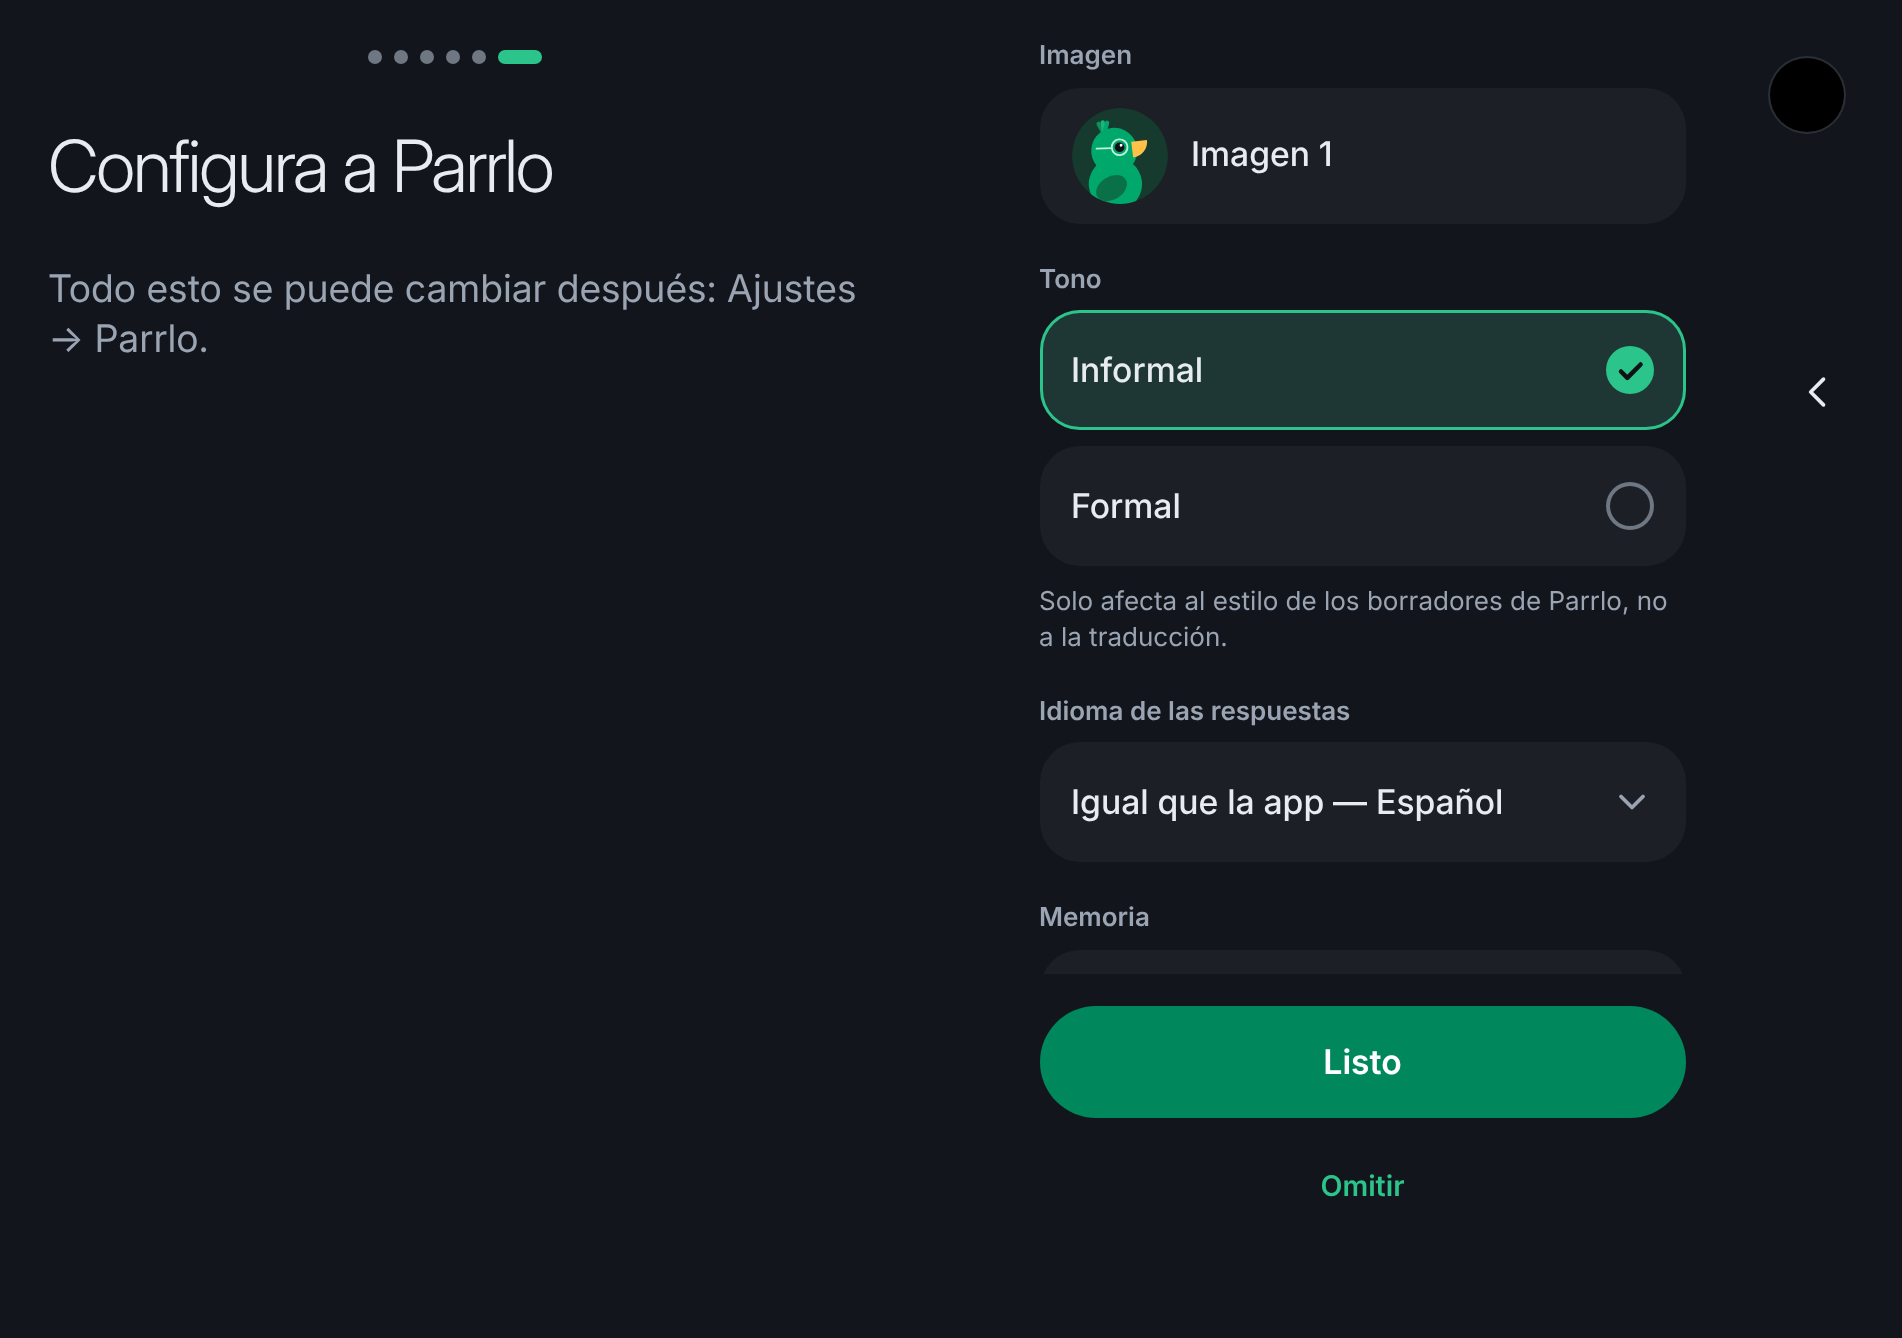 Configura a Parrlo
Todo esto se puede cambiar después: Ajustes
→ Parrlo.
Imagen
Imagen 1
Tono
Informal
Formal
Solo afecta al estilo de los borradores de Parrlo, no
a la traducción.
Idioma de las respuestas
Igual que la app — Español
Memoria
Listo
Omitir